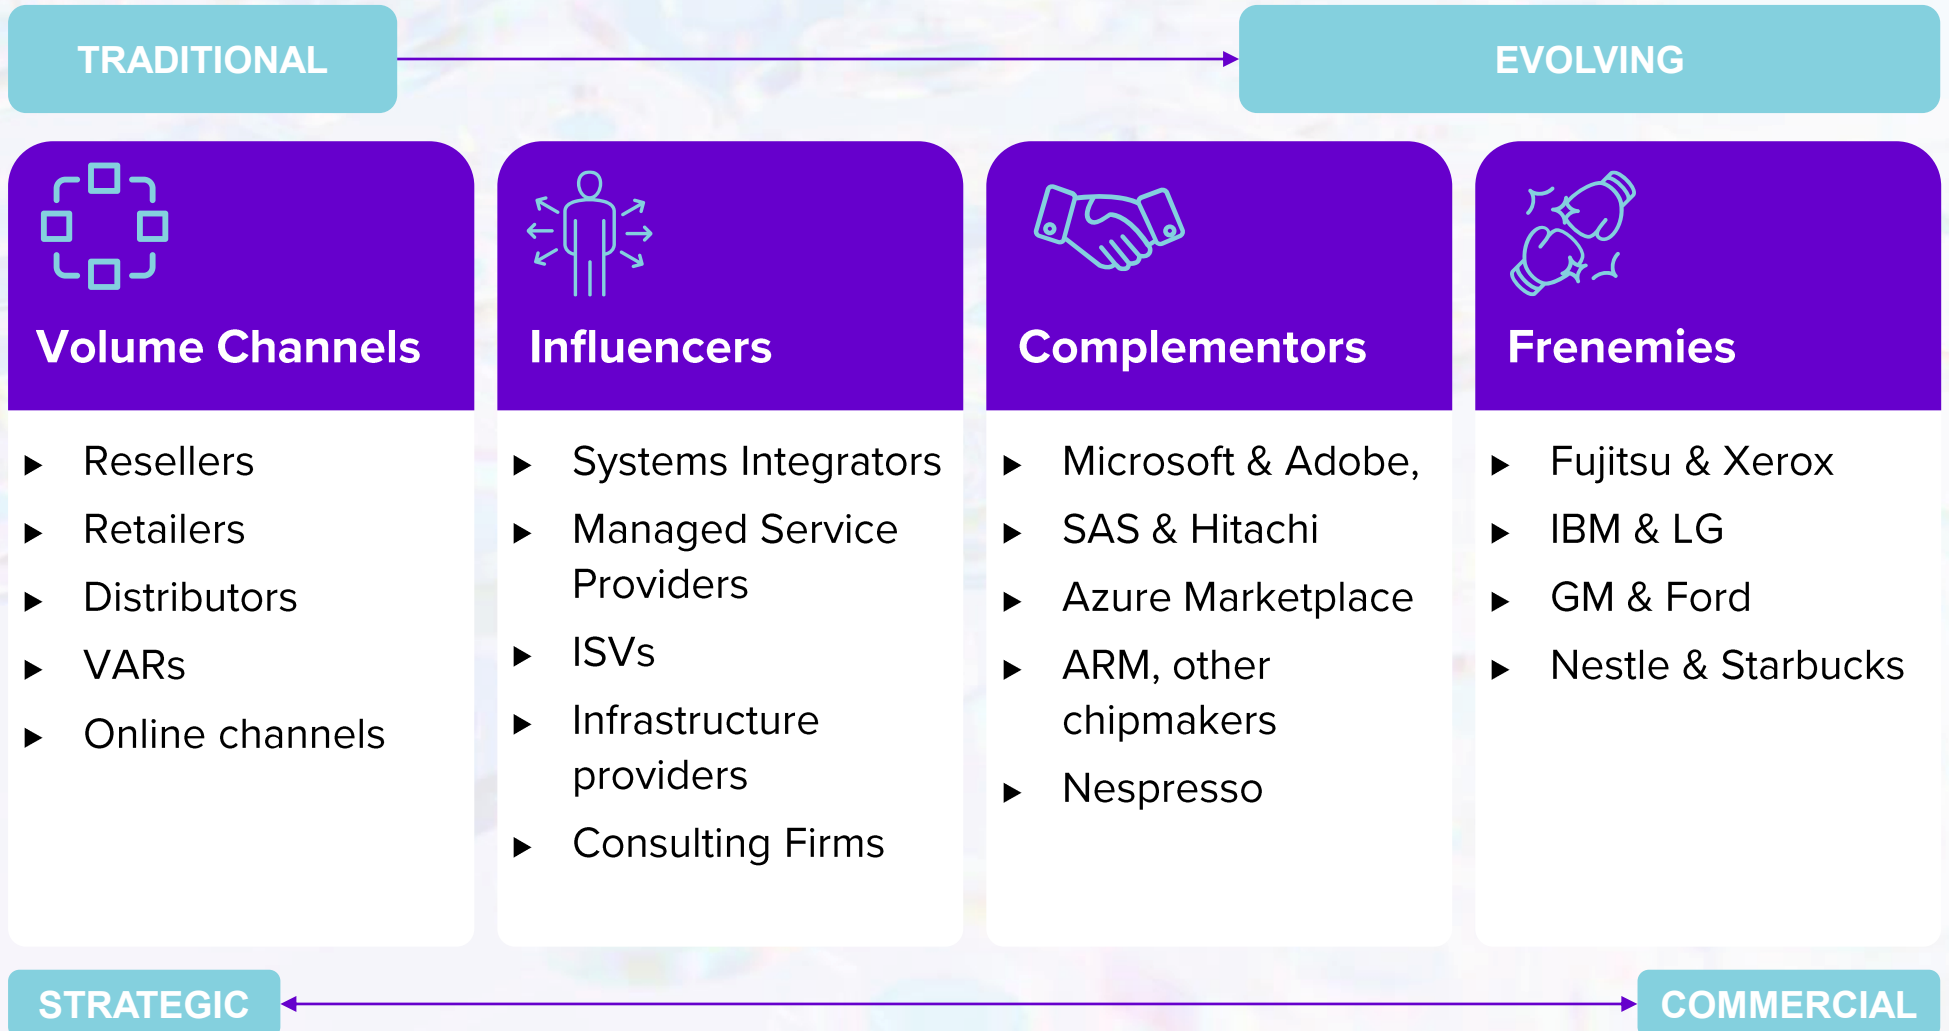 TRADITIONAL
EVOLVING
Volume Channels
Resellers
Retailers
Distributors
VARs
Online channels
Influencers
Systems Integrators
Managed Service
Providers
ISVs
Infrastructure
providers
Consulting Firms
Complementors
Microsoft & Adobe,
SAS & Hitachi
Azure Marketplace
ARM, other
chipmakers
Nespresso
Frenemies
Fujitsu & Xerox
IBM & LG
GM & Ford
Nestle & Starbucks
STRATEGIC
COMMERCIAL